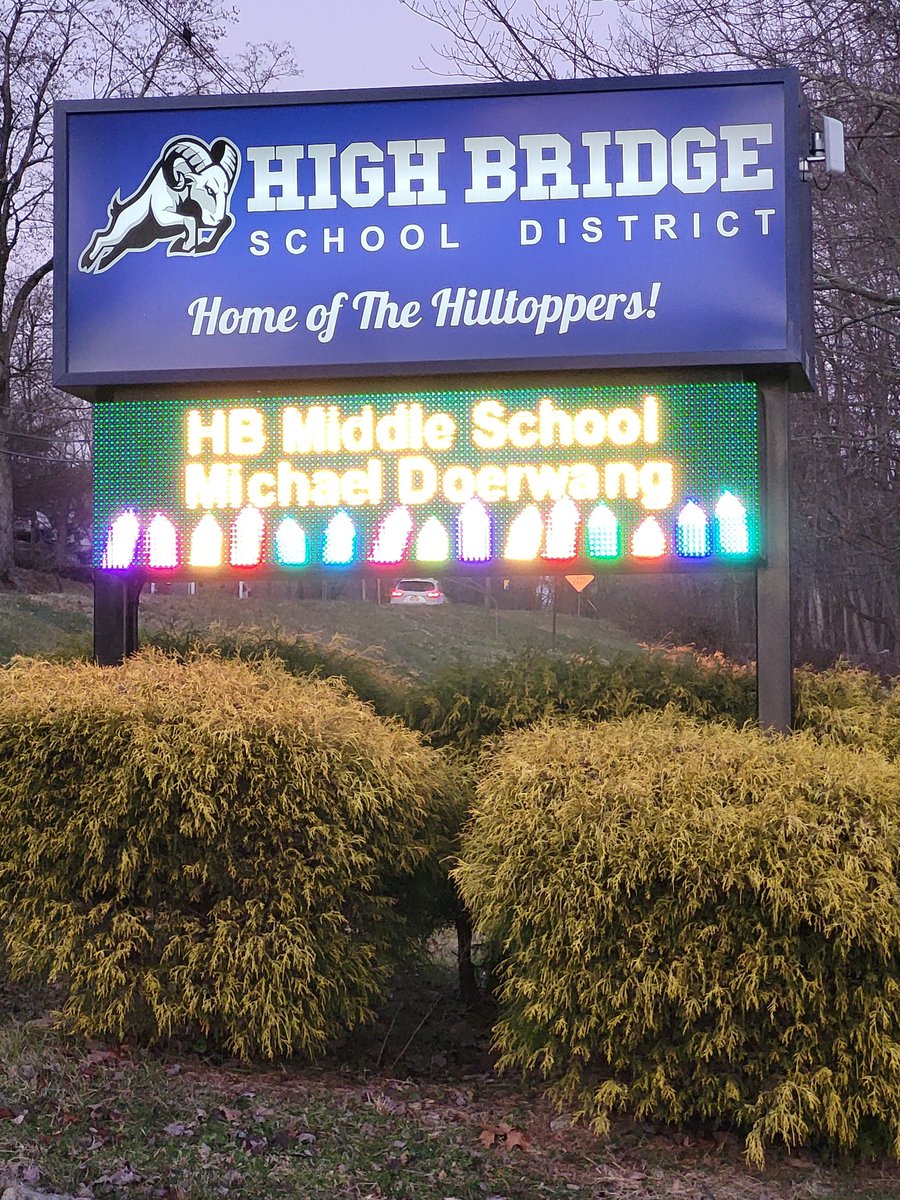 HIGH BRIDGE
SCHOOL DISTRICT
Home of The Hilltoppers!
HB Middle School
Michael Doerwang